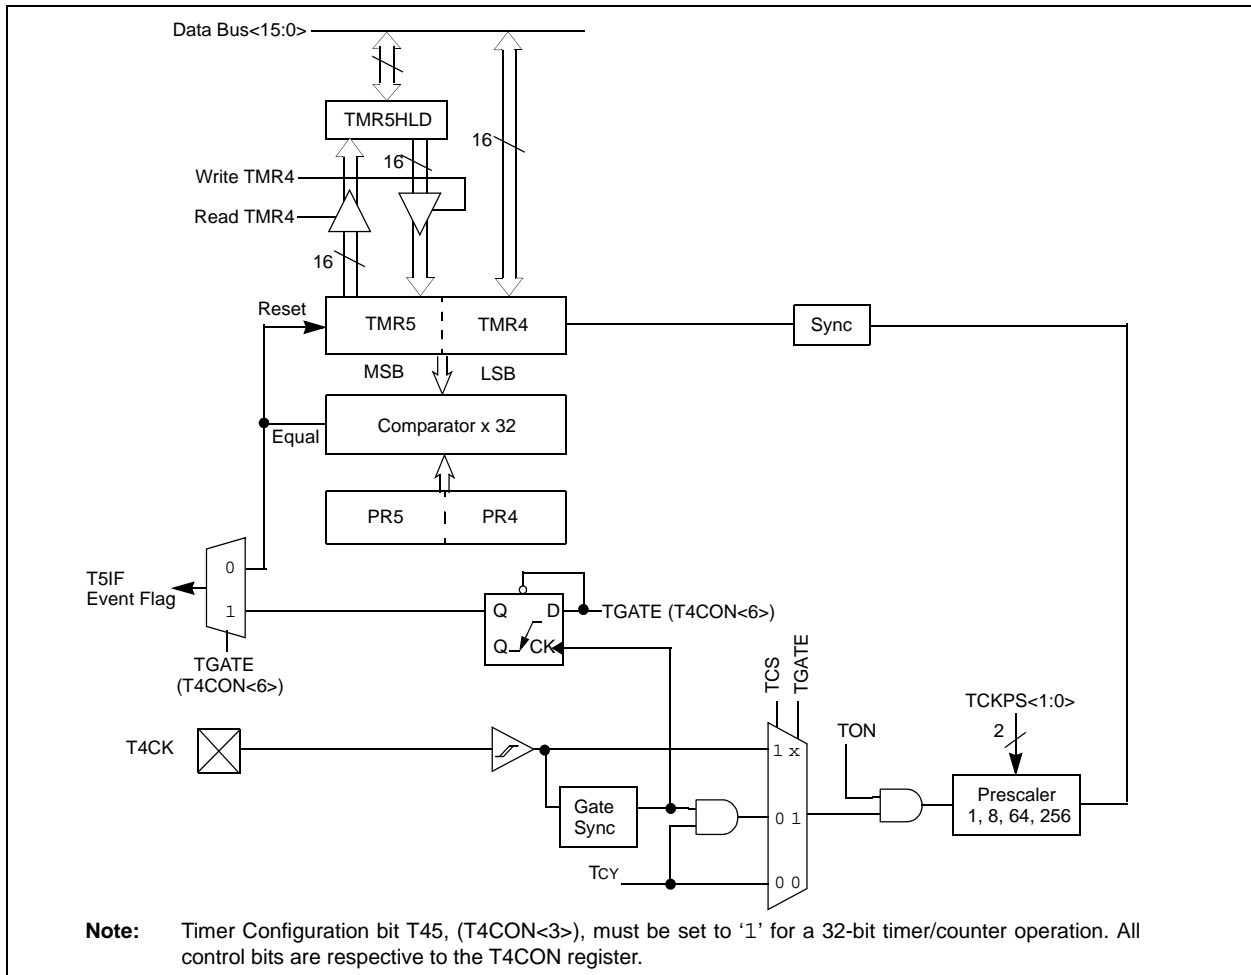 Data Bus<15:0>
TMR5HLD
16
16
Write TMR4
Read TMR4
16
Reset
TMR5 TMR4
Sync
MSB LSB
Equal
Comparator x 32
PR5 PR4
0
T5IF
Event Flag
1
Q D
TGATE (T4CON<6>)
Q CK
TGATE
(T4CON<6>)
TCS
TGATE
TCKPS<1:0>
2
TON
T4CK
1 x
Gate
Sync
0 1
Prescaler
1, 8, 64, 256
TCY
0 0
Note: Timer Configuration bit T45, (T4CON<3>), must be set to ‘1’ for a 32-bit timer/counter operation. All
control bits are respective to the T4CON register.